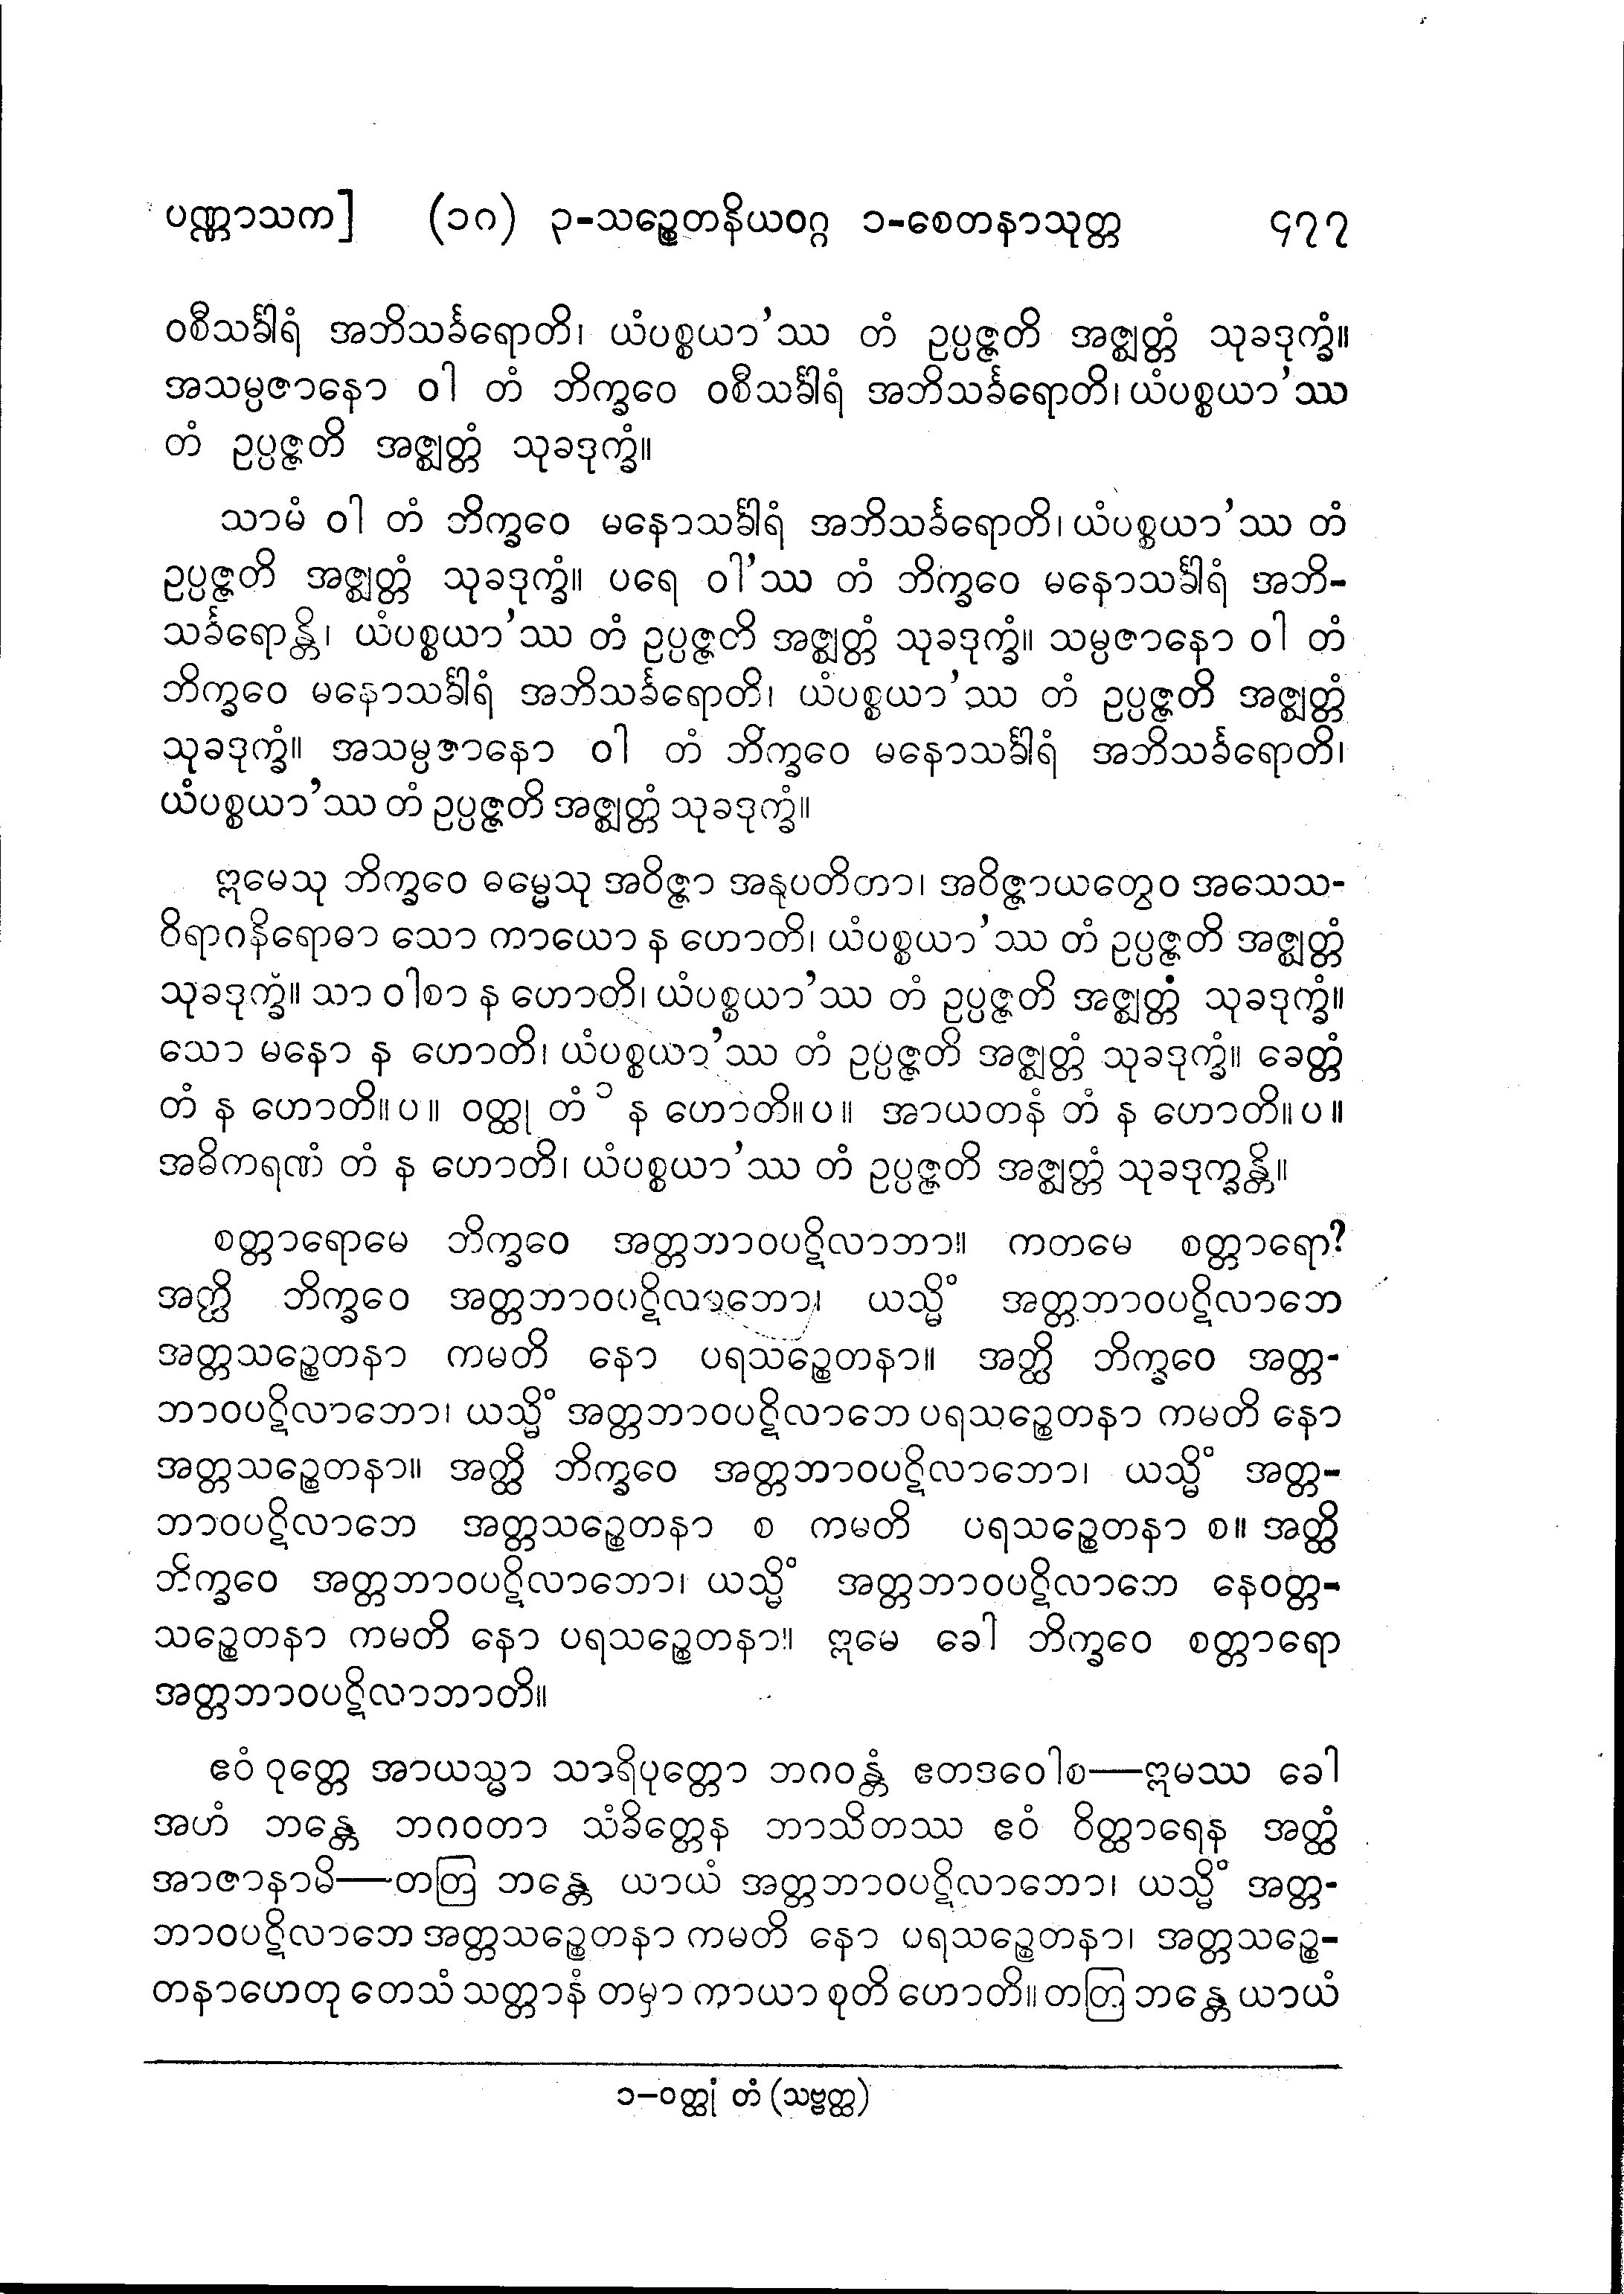 ပဏ္ဏာသက] (၁ဂ) ၃-သဉ္စေတနိယဝဂ္ဂ ၁-စေတနာသုတ္တ ၄၇၇
ဝစီသင်္ခါရံ အဘိသင်္ခရောတိ၊ ယံပစ္စယာ’ဿ တံ ဥပ္ပဇ္ဇတိ အဇ္ဈတ္တံ သုခဒုက္ခံ။
အသမ္ပဇာနော ဝါ တံ ဘိက္ခဝေ ဝစီသင်္ခါရံ အဘိသင်္ခရောတိ၊ ယံပစ္စယာ’ဿ
တံ ဥပ္ပဇ္ဇတိ အဇ္ဈတ္တံ သုခဒုက္ခံ။
သာမံ ဝါ တံ ဘိက္ခဝေ မနောသင်္ခါရံ အဘိသင်္ခရောတိ၊ ယံပစ္စယာ’ဿ တံ
ဥပ္ပဇ္ဇတိ အဇ္ဈတ္တံ သုခဒုက္ခံ။ ပရေ ဝါ’ဿ တံ ဘိက္ခဝေ မနောသင်္ခါရံ အဘိ-
သင်္ခရောန္တိ၊ ယံပစ္စယာ’ဿ တံ ဥပ္ပဇ္ဇတိ အဇ္ဈတ္တံ သုခဒုက္ခံ။ သမ္ပဇာနော ဝါ တံ
ဘိက္ခဝေ မနောသင်္ခါရံ အဘိသင်္ခရောတိ၊ ယံပစ္စယာ’ဿ တံ ဥပ္ပဇ္ဇတိ အဇ္ဈတ္တံ
သုခဒုက္ခံ။ အသမ္ပဇာနော ဝါ တံ ဘိက္ခဝေ မနောသင်္ခါရံ အဘိသင်္ခရောတိ၊
ယံပစ္စယာ’ဿ တံ ဥပ္ပဇ္ဇတိ အဇ္ဈတ္တံ သုခဒုက္ခံ။
ဣမေသု ဘိက္ခဝေ ဓမ္မေသု အဝိဇ္ဇာ အနုပတိတာ၊ အဝိဇ္ဇာယတွေဝ အသေသ-
ဝိရာဂနိရောဓာ သော ကာယော န ဟောတိ၊ ယံပစ္စယာ’ဿ တံ ဥပ္ပဇ္ဇတိ အဇ္ဈတ္တံ
သုခဒုက္ခံ။ သာ ဝါစာ န ဟောတိ၊ ယံပစ္စယာ’ဿ တံ ဥပ္ပဇ္ဇတိ အဇ္ဈတ္တံ သုခဒုက္ခံ။
သော မနော န ဟောတိ၊ ယံပစ္စယာ’ဿ တံ ဥပ္ပဇ္ဇတိ အဇ္ဈတ္တံ သုခဒုက္ခံ။ ခေတ္တံ
တံ န ဟောတိ။ပ။ ဝတ္ထု တံ ၁ န ဟောတိ။ပ။ အာယတနံ တံ န ဟောတိ။ပ။
အဓိကရဏံ တံ န ဟောတိ၊ ယံပစ္စယာ’ဿ တံ ဥပ္ပဇ္ဇတိ အဇ္ဈတ္တံ သုခဒုက္ခန္တိ။
စတ္တာရောမေ ဘိက္ခဝေ အတ္တဘာဝပဋိလာဘာ။ ကတမေ စတ္တာရော?
အတ္ထိ ဘိက္ခဝေ အတ္တဘာဝပဋိလာဘော၊ ယသ္မိံ အတ္တဘာဝပဋိလာဘေ
အတ္တသဉ္စေတနာ ကမတိ နော ပရသဉ္စေတနာ။ အတ္ထိ ဘိက္ခဝေ အတ္တ-
ဘာဝပဋိလာဘော၊ ယသ္မိံ အတ္တဘာဝပဋိလာဘေ ပရသဉ္စေတနာ ကမတိ နော
အတ္တသဉ္စေတနာ။ အတ္ထိ ဘိက္ခဝေ အတ္တဘာဝပဋိလာဘော၊ ယသ္မိံ အတ္တ-
ဘာဝပဋိလာဘေ အတ္တသဉ္စေတနာ စ ကမတိ ပရသဉ္စေတနာ စ။ အတ္ထိ
ဘိက္ခဝေ အတ္တဘာဝပဋိလာဘော၊ ယသ္မိံ အတ္တဘာဝပဋိလာဘေ နေဝတ္တ-
သဉ္စေတနာ ကမတိ နော ပရသဉ္စေတနာ။ ဣမေ ခေါ ဘိက္ခဝေ စတ္တာရော
အတ္တဘာဝပဋိလာဘာတိ။
ဧဝံ ဝုတ္တေ အာယသ္မာ သာရိပုတ္တော ဘဂဝန္တံ ဧတဒဝေါစ—ဣမဿ ခေါ
အဟံ ဘန္တေ ဘဂဝတာ သံခိတ္တေန ဘာသိတဿ ဧဝံ ဝိတ္ထာရေန အတ္ထံ
အာဇာနာမိ—တတြ ဘန္တေ ယာယံ အတ္တဘာဝပဋိလာဘော၊ ယသ္မိံ အတ္တ-
ဘာဝပဋိလာဘေ အတ္တသဉ္စေတနာ ကမတိ နော ပရသဉ္စေတနာ၊ အတ္တသဉ္စေ-
တနာဟေတု တေသံ သတ္တာနံ တမှာ ကာယာ စုတိ ဟောတိ။ တတြ ဘန္တေ ယာယံ
၁–ဝတ္ထုံ တံ (သဗ္ဗတ္ထ)